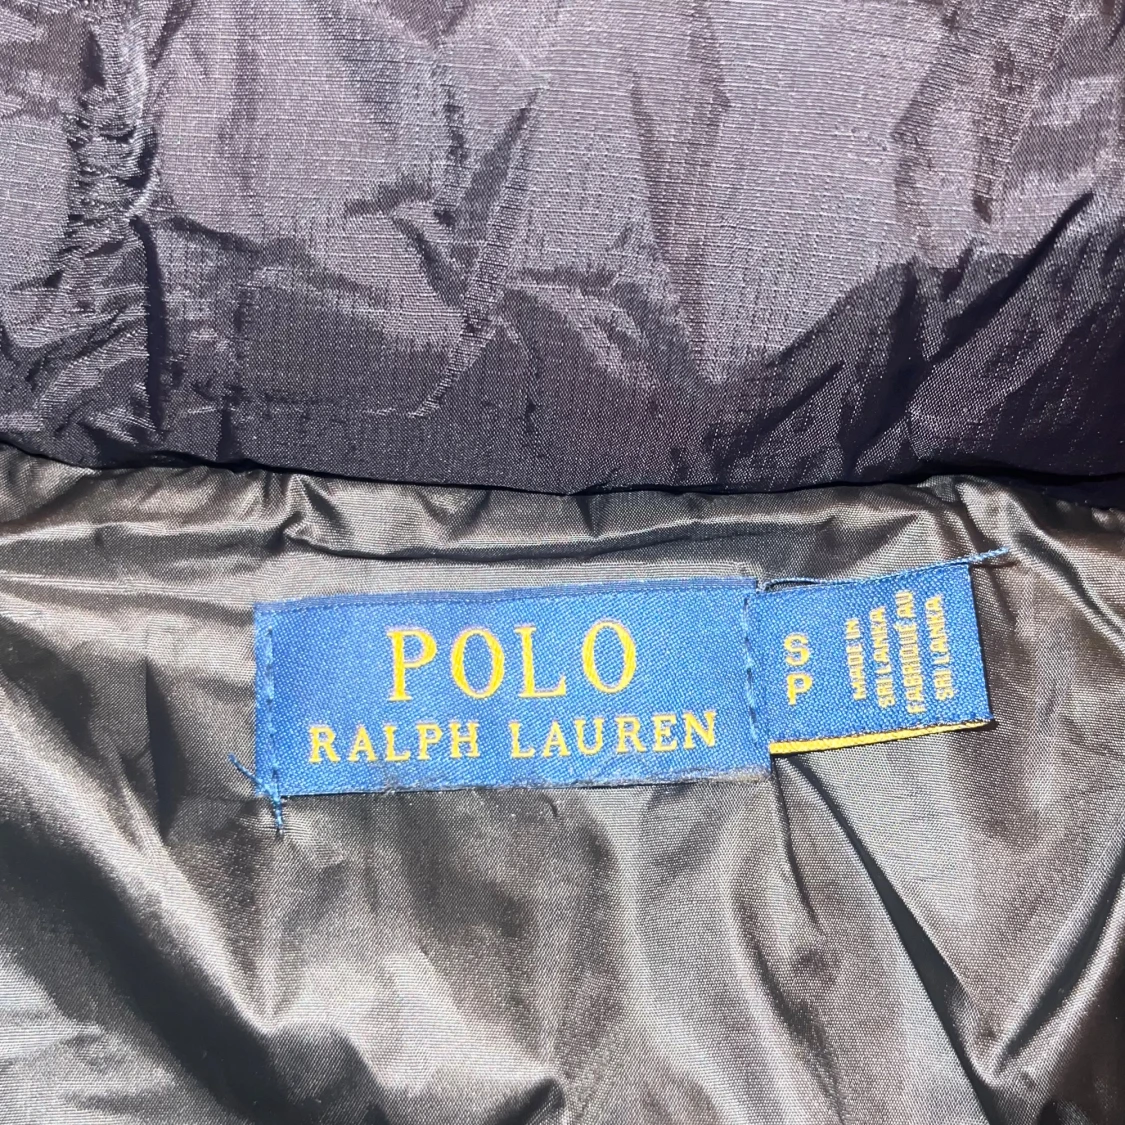 POLO
RALPH LAUREN
S
P
MADE IN
SRI LANKA
FABRIQUÉ AU
SRI LANKA